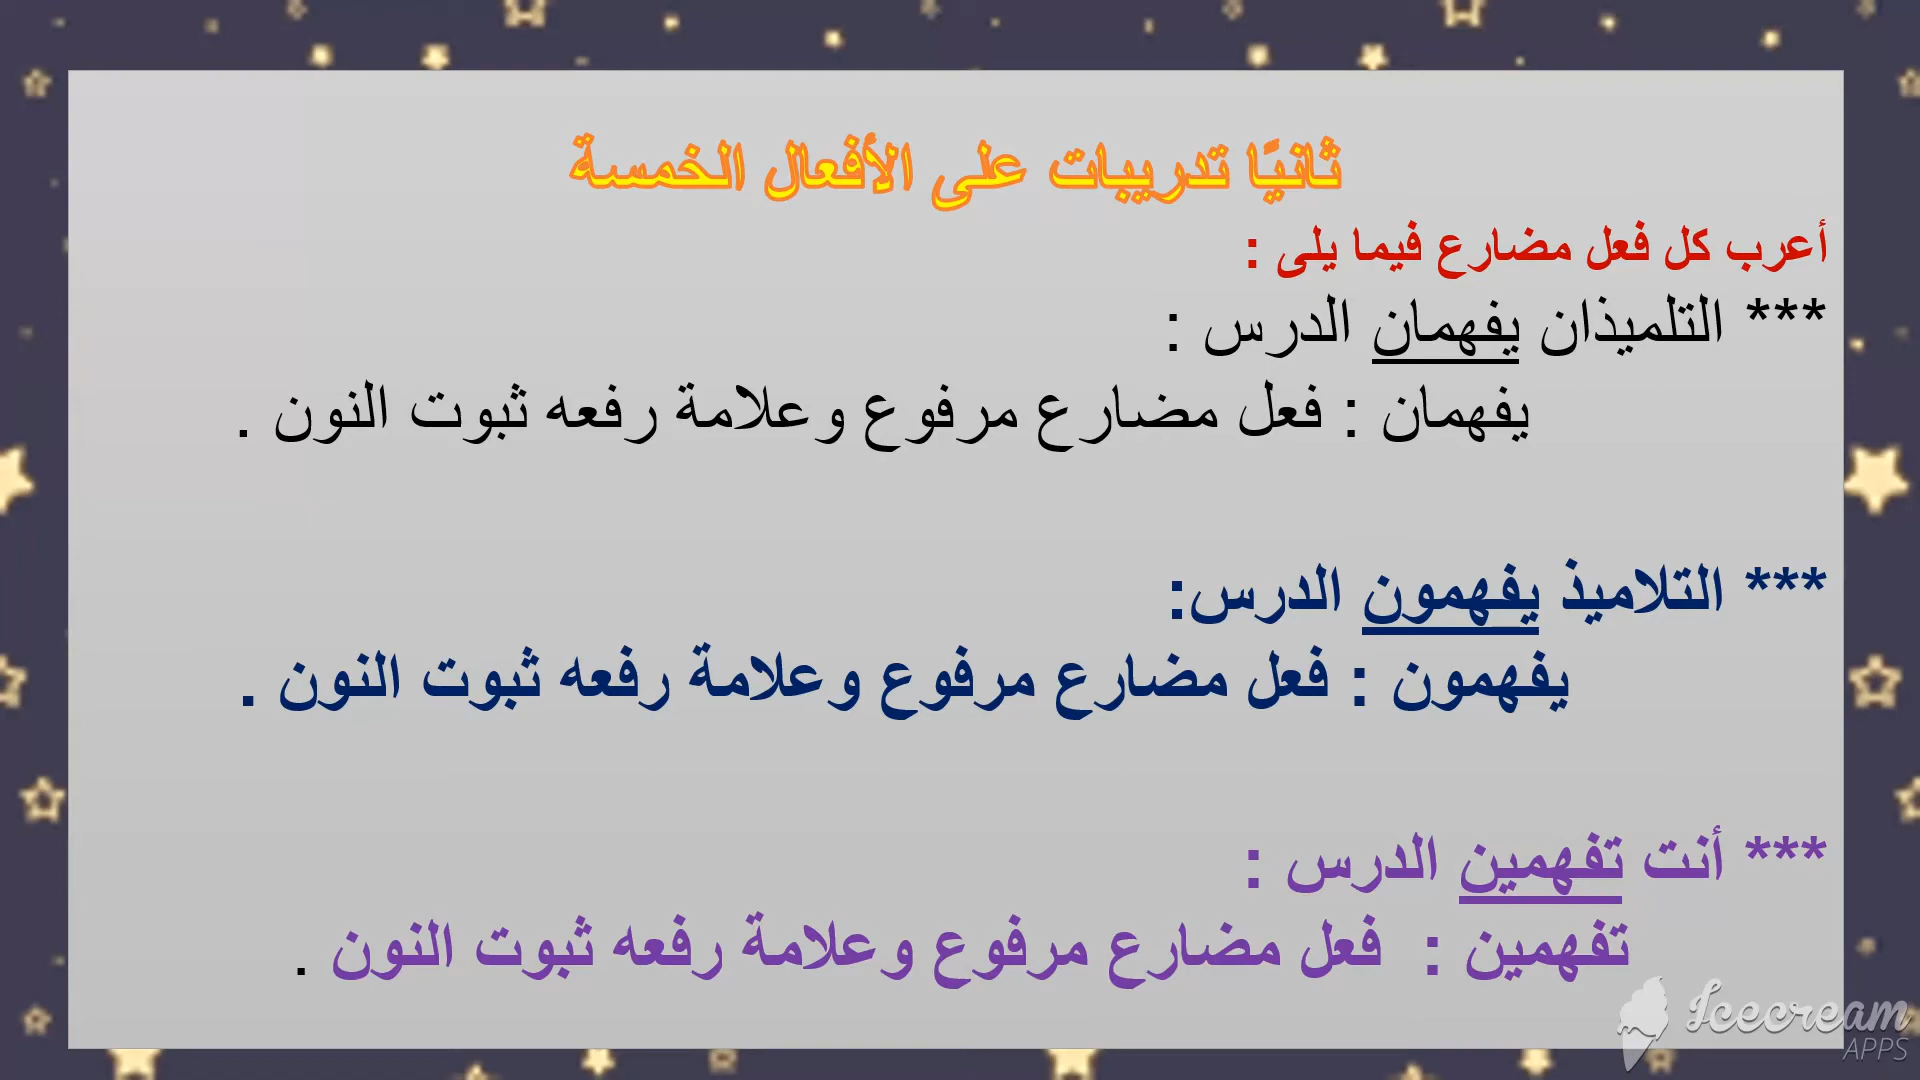 ثانيًا تدريبات على الأفعال الخمسة
أعرب كل فعل مضارع فيما يلى :
*** التلميذان يفهمان الدرس :
يفهمان : فعل مضارع مرفوع وعلامة رفعه ثبوت النون .
*** التلاميذ يفهمون الدرس:
يفهمون : فعل مضارع مرفوع وعلامة رفعه ثبوت النون .
*** أنت تفهمين الدرس :
تفهمين : فعل مضارع مرفوع وعلامة رفعه ثبوت النون .
Icecream
APPS